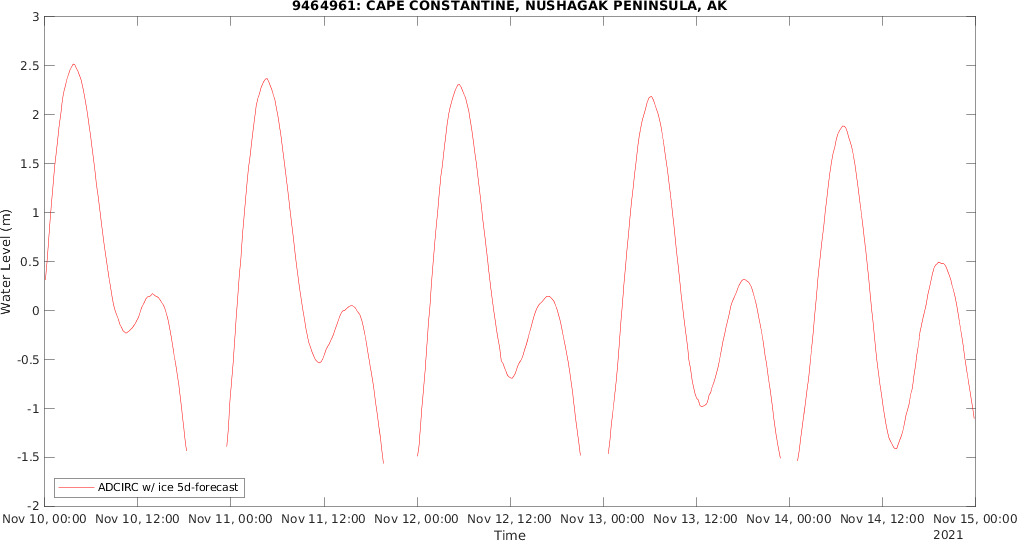 9464961: CAPE CONSTANTINE, NUSHAGAK PENINSULA, AK
3
2.5
2
1.5
1
0.5
0
-0.5
-1
-1.5
-2
Water Level (m)
ADCIRC w/ ice 5d-forecast
Nov 10, 00:00 Nov 10, 12:00 Nov 11, 00:00 Nov 11, 12:00 Nov 12, 00:00 Nov 12, 12:00 Nov 13, 00:00 Nov 13, 12:00 Nov 14, 00:00 Nov 14, 12:00 Nov 15, 00:00
Time
2021